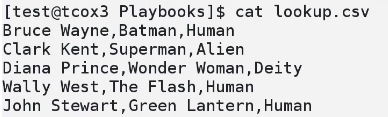 [test@tcox3 Playbooks]$ cat lookup.csv
Bruce Wayne,Batman,Human
Clark Kent,Superman,Alien
Diana Prince,Wonder Woman,Deity
Wally West,The Flash,Human
John Stewart,Green Lantern,Human